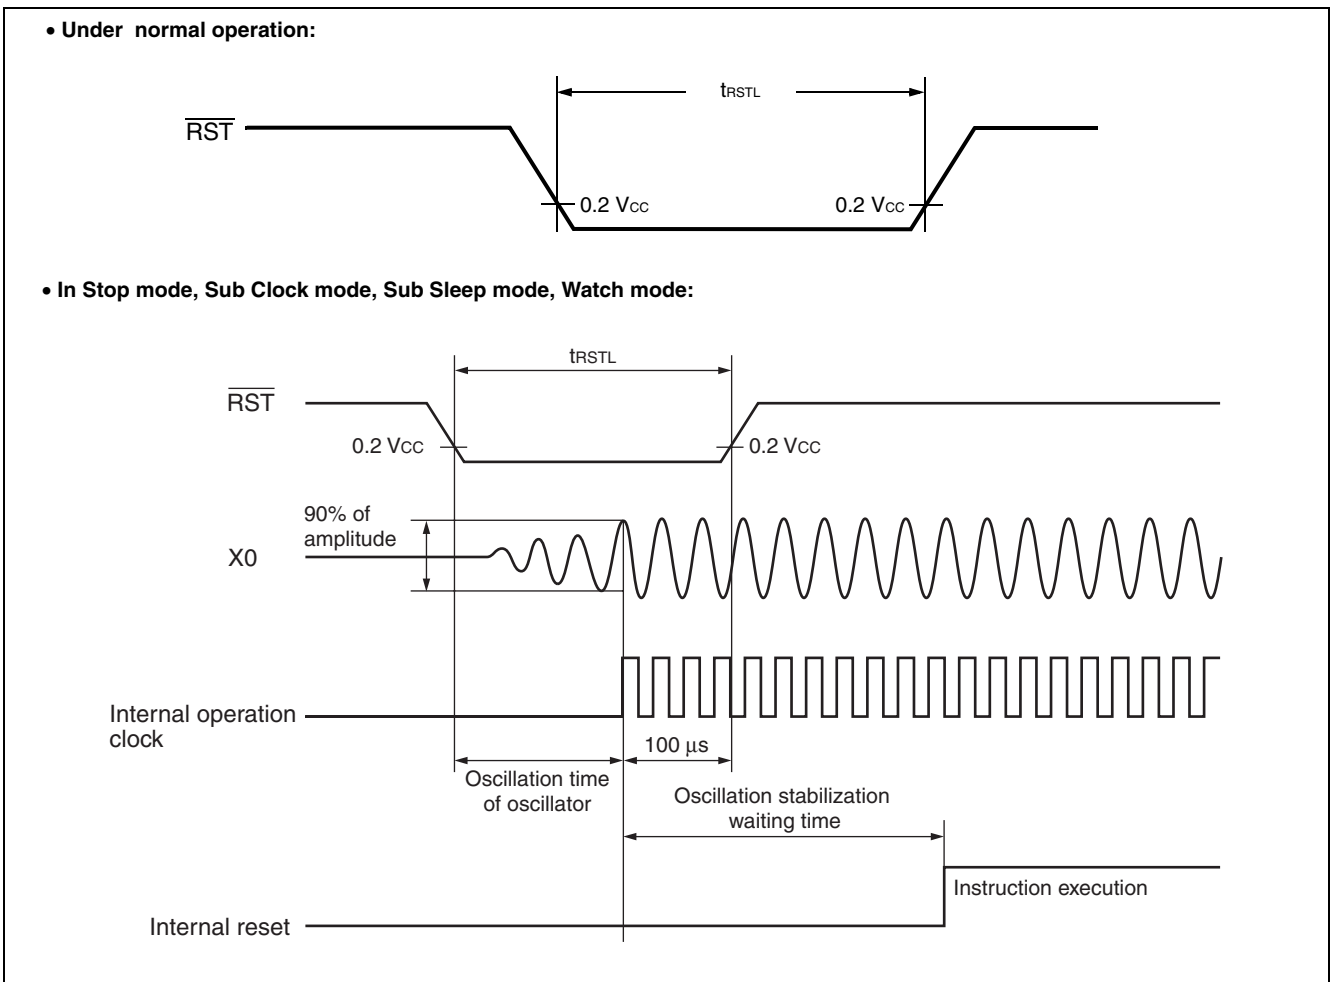 • Under normal operation:
tRSTL
RST
0.2 VCC
0.2 VCC
• In Stop mode, Sub Clock mode, Sub Sleep mode, Watch mode:
tRSTL
RST
0.2 VCC
0.2 VCC
90% of
amplitude
X0
Internal operation
clock
100 μs
Oscillation time
of oscillator
Oscillation stabilization
waiting time
Instruction execution
Internal reset